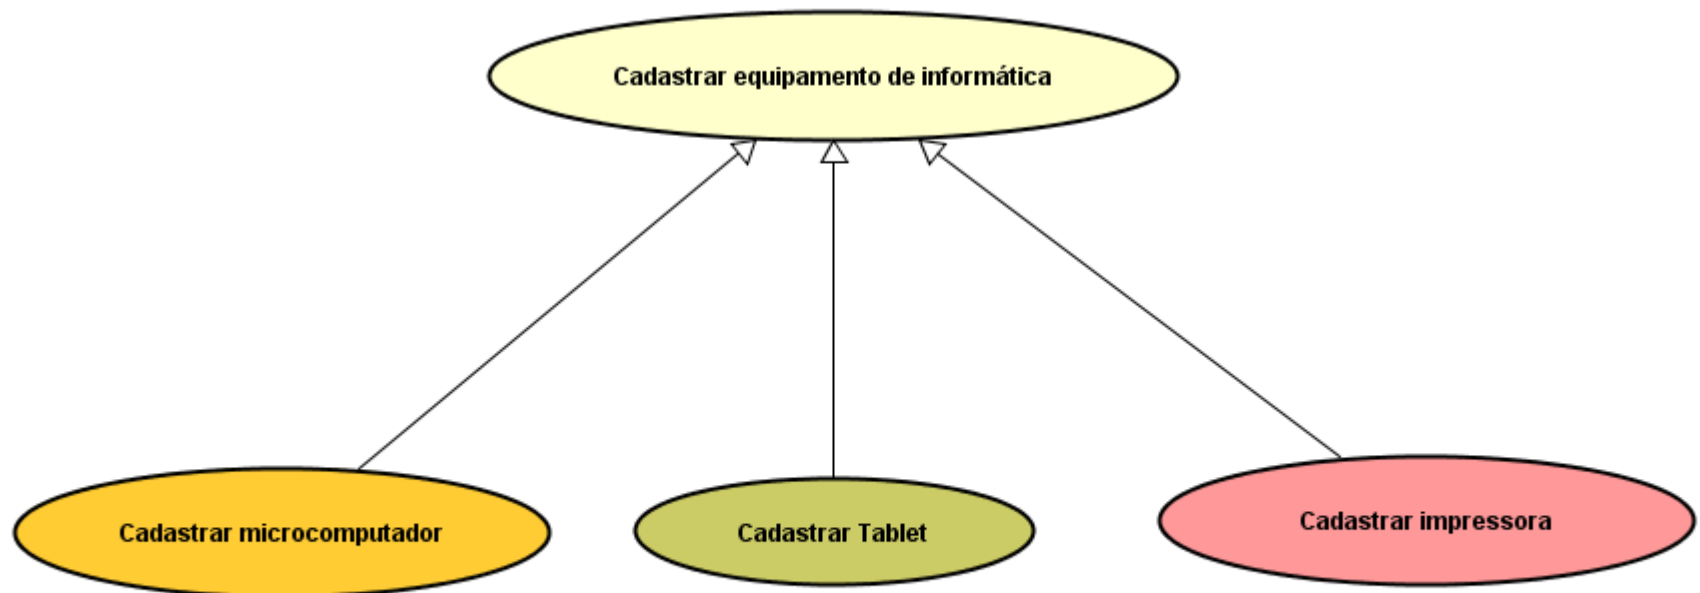 Cadastrar equipamento de informática
Cadastrar microcomputador
Cadastrar Tablet
Cadastrar impressora